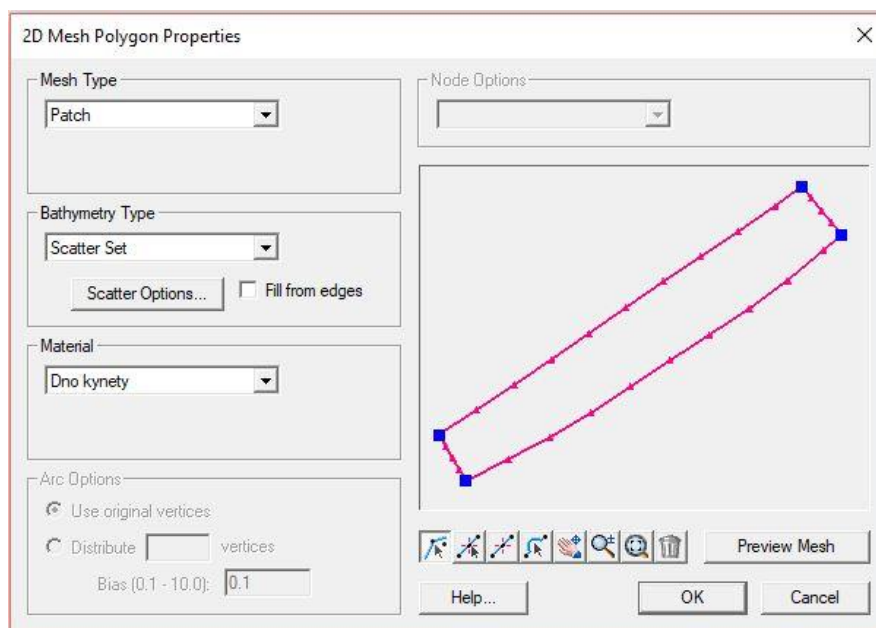 2D Mesh Polygon Properties
Mesh Type
Patch
Bathymetry Type
Scatter Set
Scatter Options...
Fill from edges
Material
Dno kynety
Arc Options
Use original vertices
Distribute
vertices
Bias (0.1 - 10.0):
0.1
Node Options
Preview Mesh
Help...
OK
Cancel